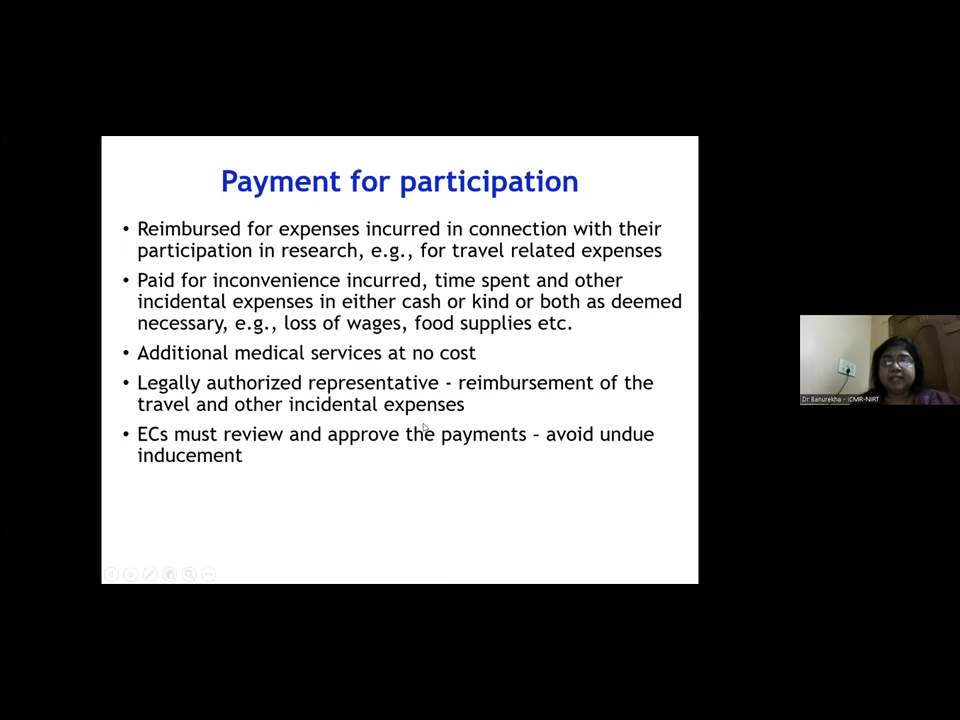 Payment for participation
• Reimbursed for expenses incurred in connection with their
participation in research, e.g., for travel related expenses
• Paid for inconvenience incurred, time spent and other
incidental expenses in either cash or kind or both as deemed
necessary, e.g., loss of wages, food supplies etc.
• Additional medical services at no cost
• Legally authorized representative - reimbursement of the
travel and other incidental expenses
• ECs must review and approve the payments – avoid undue
inducement
Dr Banurekha - ICMR-NIRT